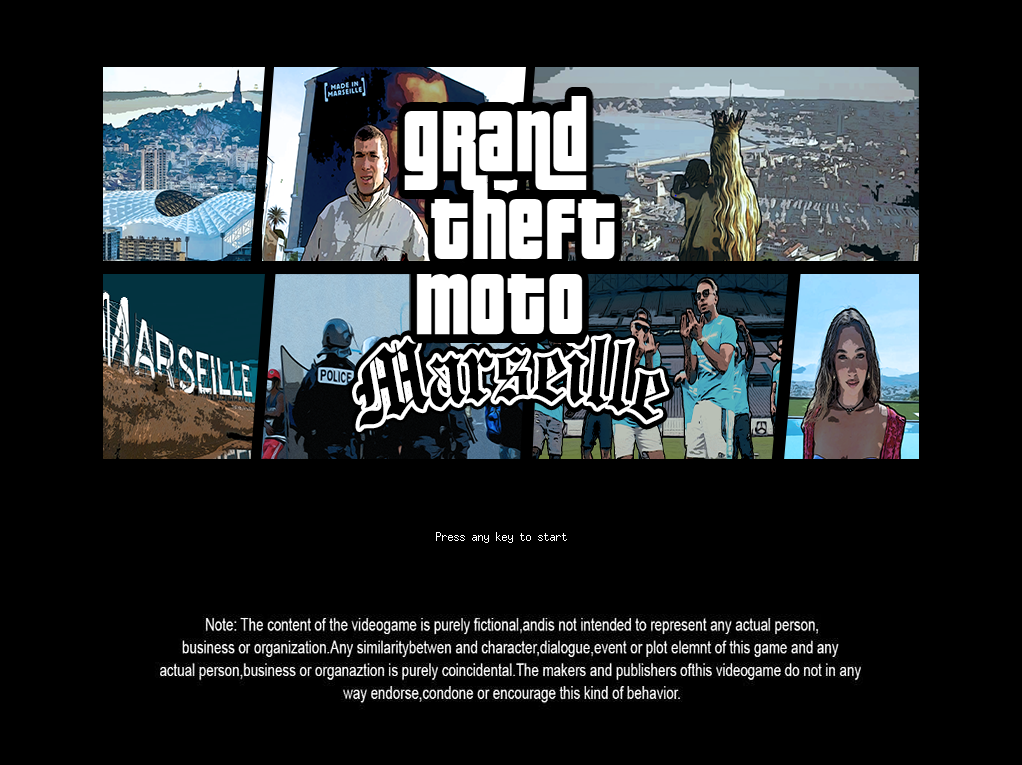 MADE IN
MARSEILLE
grand
theft
moto
Marseille
MARSEILLE
POLICE
Press any key to start
Note: The content of the videogame is purely fictional,andis not intended to represent any actual person,
business or organization.Any similaritybetwen and character,dialogue,event or plot elemnt of this game and any
actual person,business or organaztion is purely coincidental.The makers and publishers ofthis videogame do not in any
way endorse,condone or encourage this kind of behavior.